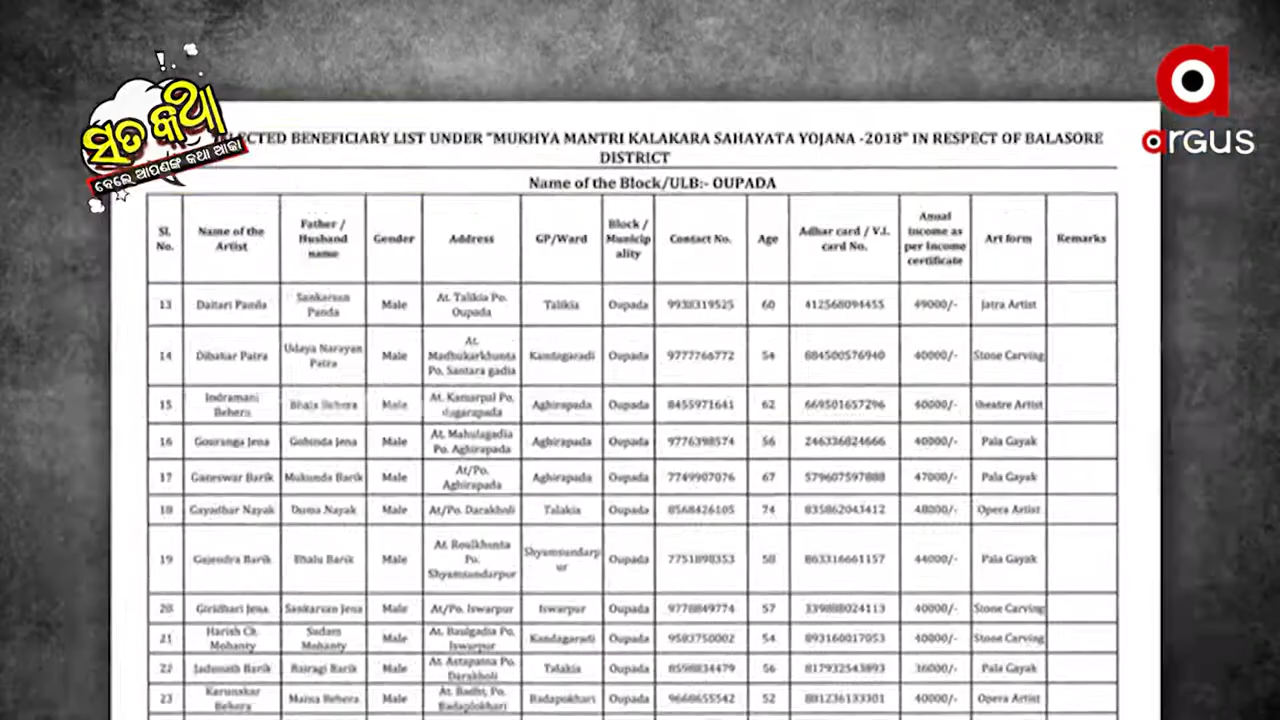 ସତ କଥା
ବେଲେ ଆପଣଙ୍କ କଥା ଆକା
argus
LECTED BENEFICIARY LIST UNDER "MUKHYA MANTRI KALAKARA SAHAYATA YOJANA -2018" IN RESPECT OF BALASORE
DISTRICT
Name of the Block/ULB:- OUPADA
Sl. No. Name of the Artist Father / Husband name Gender Address GP/Ward Block / Municipality Contact No. Age Adhar card / V.I. card No. Anual income as per Income certificate Art form Remarks
13 Daitari Panda Sankarsan Panda Male At. Talikia Po. Oupada Talikia Oupada 9938319525 60 412568094455 49000/- Jatra Artist
14 Dibakar Patra Udaya Narayan Patra Male At. Madhukarkhunta Po. Santara gadia Kandagaradi Oupada 9777766772 54 884500576940 40000/- Stone Carving
15 Indramani Behera Behera Male At. Kamarpal Po. Aghirapada Oupada 8455971641 62 669501657296 40000/- theatre Artist
16 Gouranga Jena Gobinda Jena Male At. Mahulagadia Po. Aghirapada Aghirapada Oupada 9776398574 56 246336824666 40000/- Pala Gayak
17 Ganeswar Barik Mukunda Barik Male At/Po. Aghirapada Aghirapada Oupada 7749907076 67 579607597888 47000/- Pala Gayak
18 Gayadhar Nayak Duma Nayak Male At/Po. Darakholi Talakia Oupada 8568426105 74 835862043412 48000/- Opera Artist
19 Gajendra Barik Bhalu Barik Male At. Roulkhunta Po. Shyamsundarpur Shyamsundarpur Oupada 7751898353 58 863316661157 44000/- Pala Gayak
20 Giridhari Jena Sankarsan Jena Male At/Po. Iswarpur Iswarpur Oupada 9778849774 57 339888024113 40000/- Stone Carving
21 Harish Ch. Mohanty Sadam Mohanty Male At. Baulgadia Po. Iswarpur Kandagaradi Oupada 9583750002 54 893160017053 40000/- Stone Carving
22 Jadunath Barik Bairagi Barik Male At. Astapatna Po. Darakholi Talakia Oupada 8598834479 56 817932543893 36000/- Pala Gayak
23 Karunakar Behera Maina Behera Male At. Badht, Po. Badapokhari Badapokhari Oupada 9668655542 52 881236133301 40000/- Opera Artist